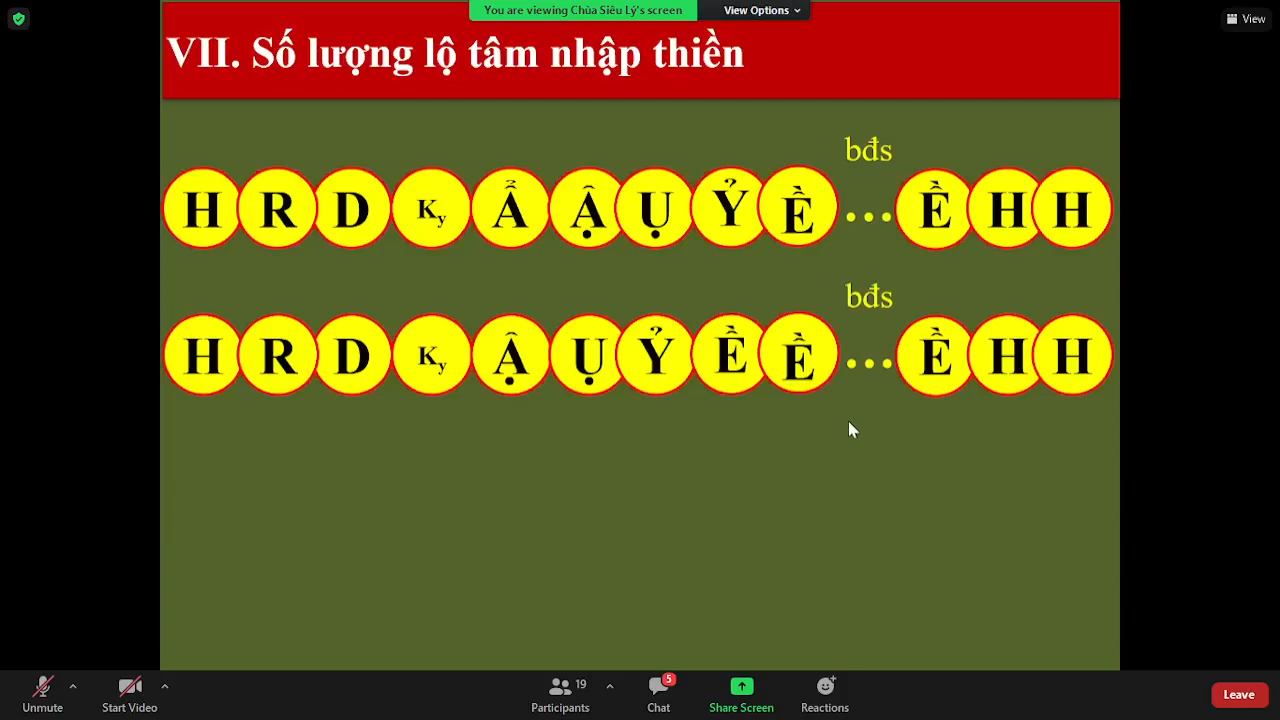 You are viewing Chùa Siêu Lý's screen
View Options
View
VII. Số lượng lộ tâm nhập thiền
bđs
H R D Ky Ẩ Ậ Ụ Ỷ Ề ... Ề H H
bđs
H R D Ky Ậ Ụ Ỷ Ề Ề ... Ề H H
Unmute
Start Video
19
Participants
5
Chat
Share Screen
Reactions
Leave